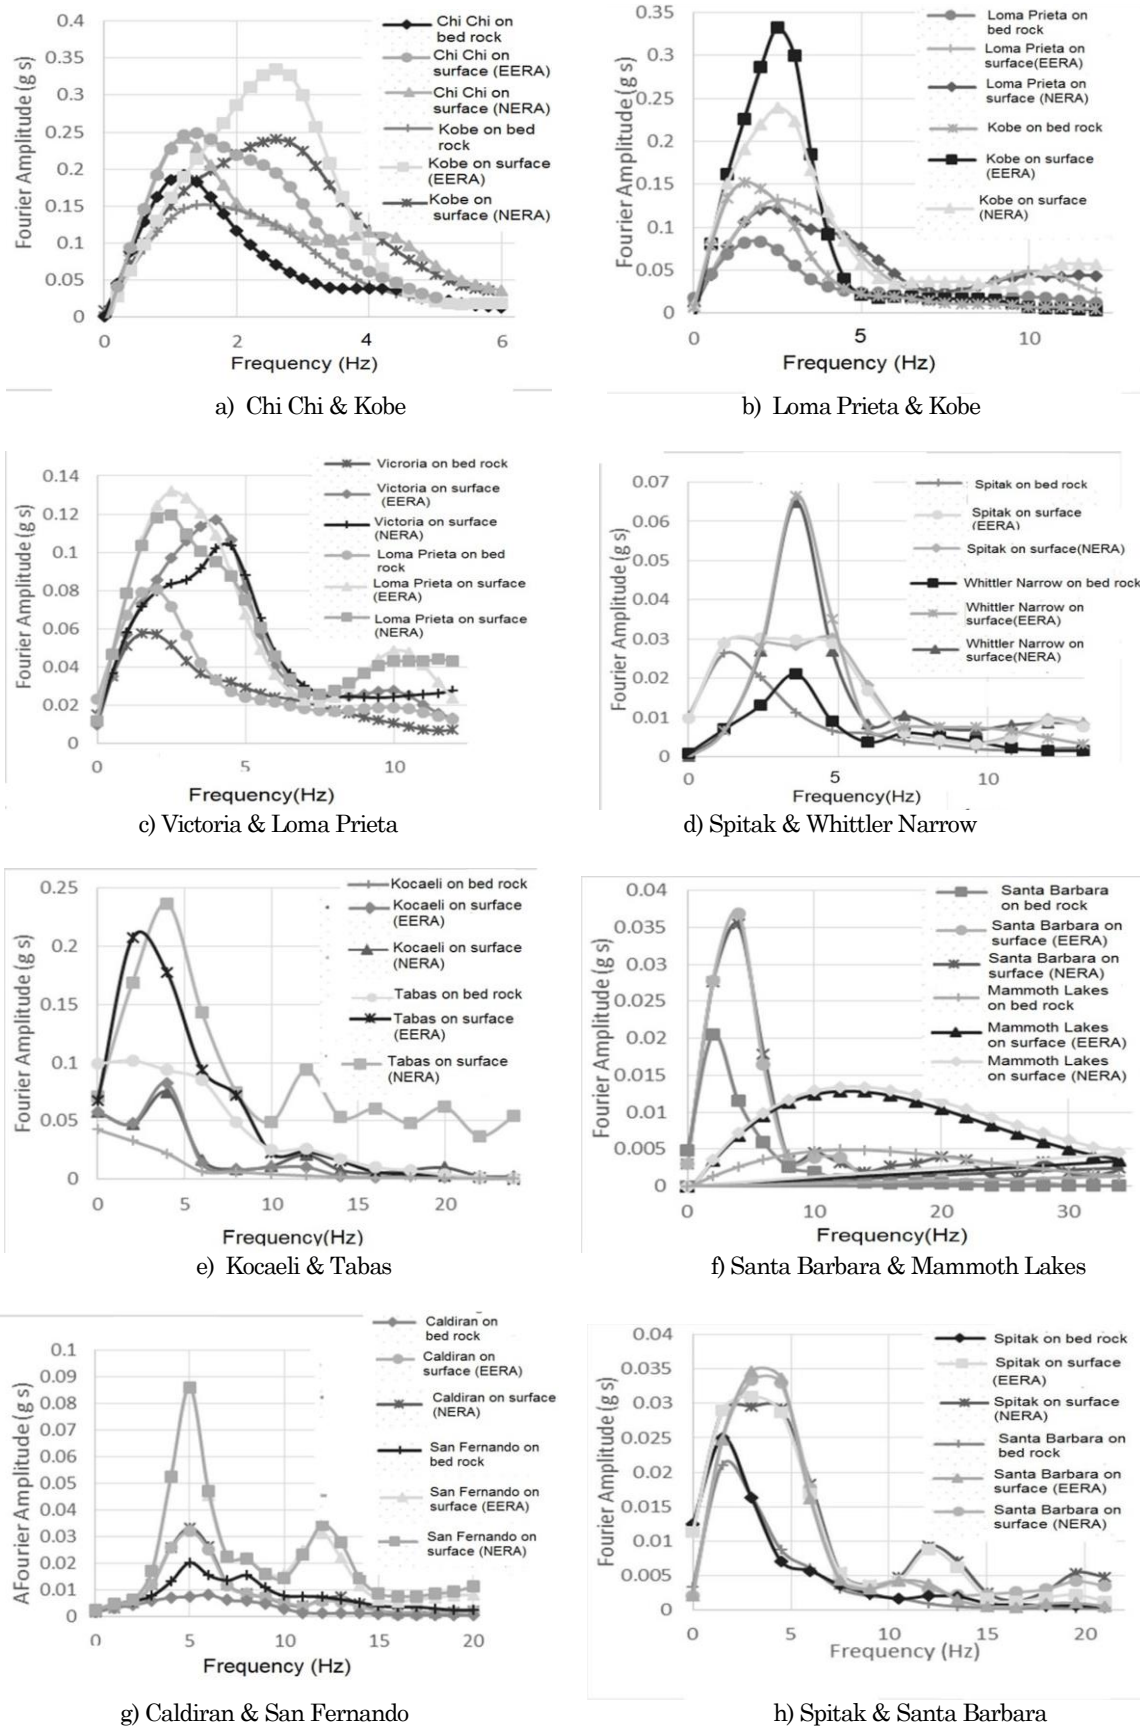 0.4
0.35
0.3
0.25
0.2
0.15
0.1
0.05
0
0 2 4 6
Fourier Amplitude (g s)
Frequency (Hz)
Chi Chi on
bed rock
Chi Chi on
surface (EERA)
Chi Chi on
surface (NERA)
Kobe on bed
rock
Kobe on surface
(EERA)
Kobe on
surface (NERA)
a) Chi Chi & Kobe
0.35
0.3
0.25
0.2
0.15
0.1
0.05
0
0 5 10
Fourier Amplitude (g s)
Frequency (Hz)
Loma Prieta on
bed rock
Loma Prieta on
surface(EERA)
Loma Prieta on
surface (NERA)
Kobe on bed rock
Kobe on surface
(EERA)
Kobe on surface
(NERA)
b) Loma Prieta & Kobe
0.14
0.12
0.1
0.08
0.06
0.04
0.02
0
0 5 10
Fourier Amplitude (g s)
Frequency(Hz)
Vicroria on bed rock
Victoria on surface
(EERA)
Victoria on surface
(NERA)
Loma Prieta on bed
rock
Loma Prieta on surface
(EERA)
Loma Prieta on surface
(NERA)
c) Victoria & Loma Prieta
0.07
0.06
0.05
0.04
0.03
0.02
0.01
0
0 5 10
Fourier Amplitude (g s)
Frequency(Hz)
Spitak on bed rock
Spitak on surface
(EERA)
Spitak on surface(NERA)
Whittler Narrow on bed rock
Whittler Narrow on
surface(EERA)
Whittler Narrow on
surface(NERA)
d) Spitak & Whittler Narrow
0.25
0.2
0.15
0.1
0.05
0
0 5 10 15 20
Fourier Amplitude (g s)
Frequency(Hz)
Kocaeli on bed rock
Kocaeli on surface
(EERA)
Kocaeli on surface
(NERA)
Tabas on bed rock
Tabas on surface
(EERA)
Tabas on surface
(NERA)
e) Kocaeli & Tabas
0.04
0.035
0.03
0.025
0.02
0.015
0.01
0.005
0
0 10 20 30
Fourier Amplitude (g s)
Frequency(Hz)
Santa Barbara
on bed rock
Santa Barbara on
surface (EERA)
Santa Barbara on
surface (NERA)
Mammoth Lakes
on bed rock
Mammoth Lakes
on surface (EERA)
Mammoth Lakes
on surface (NERA)
f) Santa Barbara & Mammoth Lakes
0.1
0.09
0.08
0.07
0.06
0.05
0.04
0.03
0.02
0.01
0
0 5 10 15 20
AFourier Amplitude (g s)
Frequency (Hz)
Caldiran on
bed rock
Caldiran on
surface (EERA)
Caldiran on surface
(NERA)
San Fernando on
bed rock
San Fernando on
surface (EERA)
San Fernando on
surface (NERA)
g) Caldiran & San Fernando
0.04
0.035
0.03
0.025
0.02
0.015
0.01
0.005
0
0 5 10 15 20
Fourier Amplitude (g s)
Frequency (Hz)
Spitak on bed rock
Spitak on surface
(EERA)
Spitak on surface
(NERA)
Santa Barbara on
bed rock
Santa Barbara on
surface (EERA)
Santa Barbara on
surface (NERA)
h) Spitak & Santa Barbara